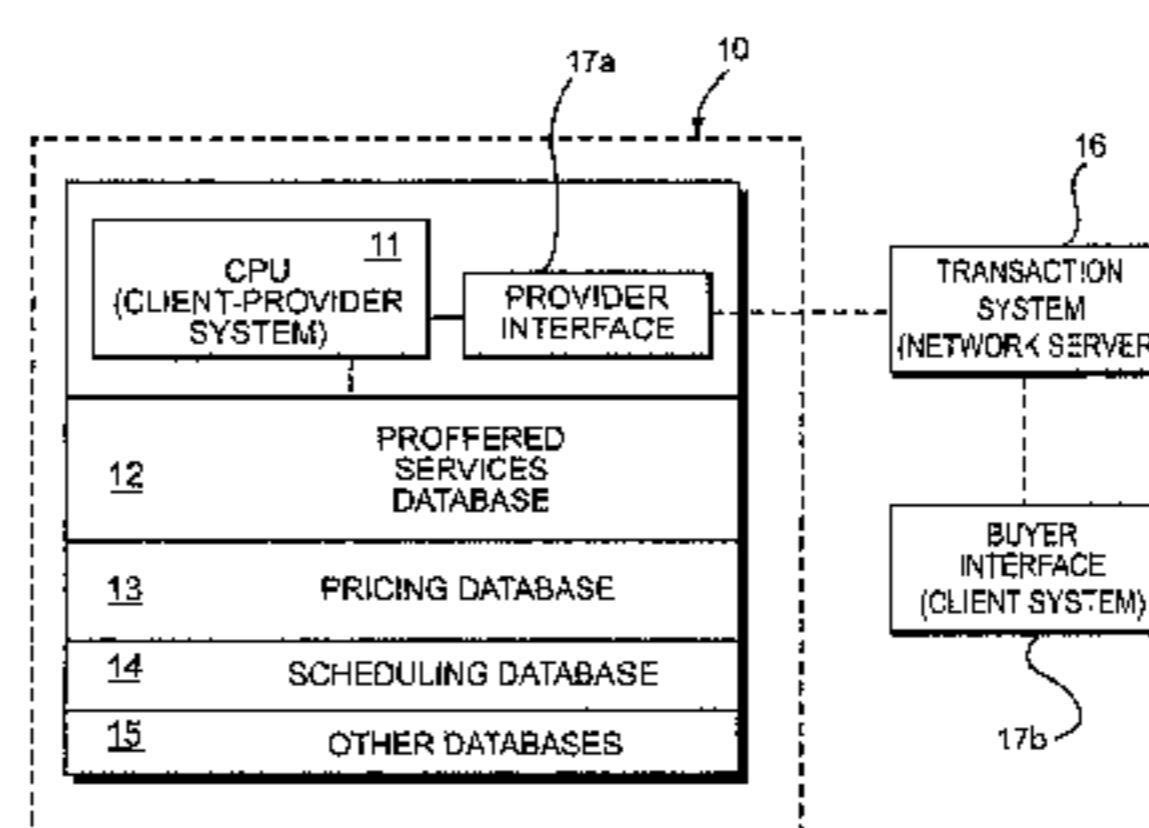 17a
10
16
11
CPU
(CLIENT-PROVIDER
SYSTEM)
PROVIDER
INTERFACE
TRANSACTION
SYSTEM
(NETWORK SERVER
12
PROFFERED
SERVICES
DATABASE
13
PRICING DATABASE
14
SCHEDULING DATABASE
15
OTHER DATABASES
BUYER
INTERFACE
(CLIENT SYSTEM)
17b